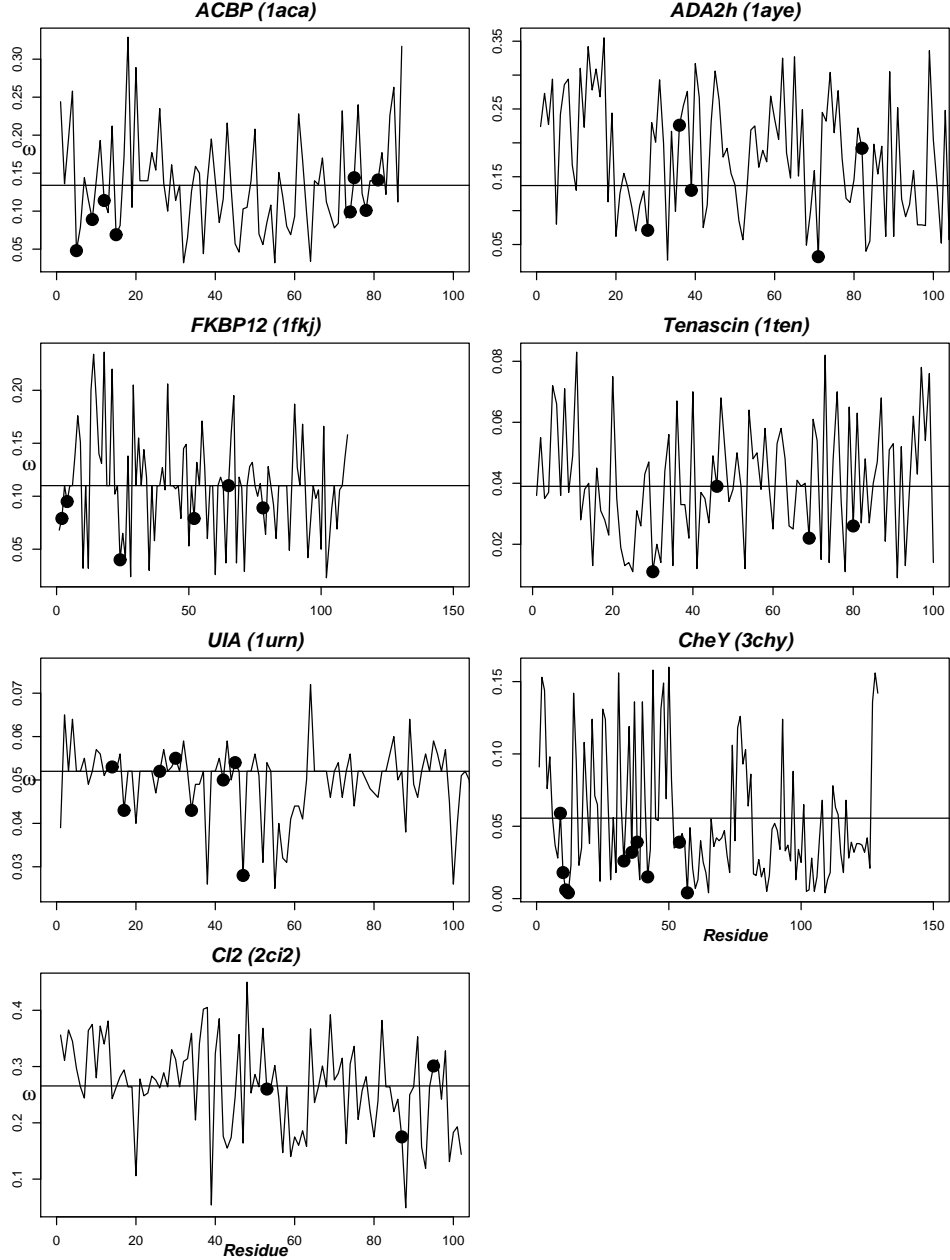 ACBP (1aca)
ω
0.05 0.10 0.15 0.20 0.25 0.30
0 20 40 60 80 100
ADA2h (1aye)
0.05 0.15 0.25 0.35
0 20 40 60 80 100
FKBP12 (1fkj)
ω
0.05 0.10 0.15 0.20
0 50 100 150
Tenascin (1ten)
0.02 0.04 0.06 0.08
0 20 40 60 80 100
UIA (1urn)
ω
0.03 0.04 0.05 0.06 0.07
0 20 40 60 80 100
CheY (3chy)
0.00 0.05 0.10 0.15
0 50 100 150
Residue
CI2 (2ci2)
ω
0.1 0.2 0.3 0.4
0 20 40 60 80 100
Residue